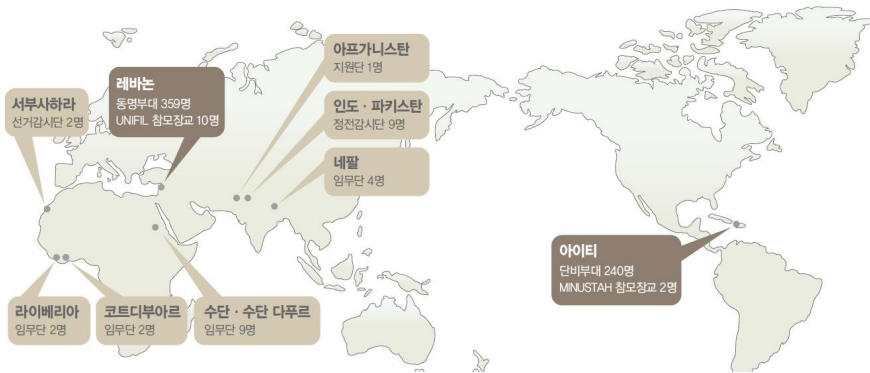 아프가니스탄
지원단 1명
레바논
동명부대 359명
UNIFIL 참모장교 10명
서부사하라
선거감시단 2명
인도 · 파키스탄
정전감시단 9명
네팔
임무단 4명
아이티
단비부대 240명
MINUSTAH 참모장교 2명
라이베리아
임무단 2명
코트디부아르
임무단 2명
수단 · 수단 다푸르
임무단 9명